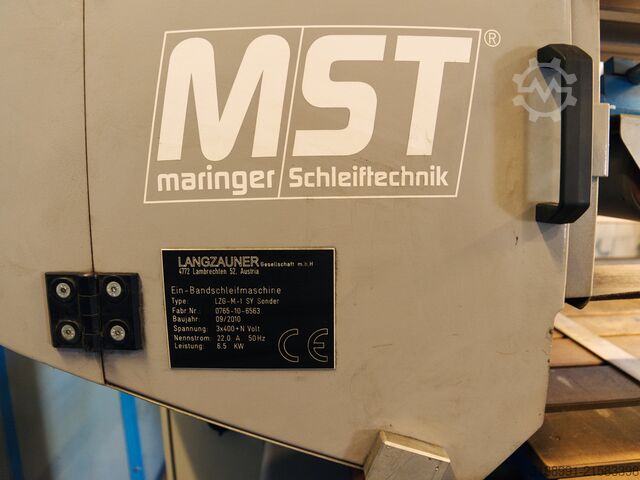 MST®
maringer Schleiftechnik
LANGZAUNER Gesellschaft m.b.H
4772 Lambrechten 52, Austria
Ein-Bandschleifmaschine
Type: LZG-M-1 SY Sonder
Fabr.Nr.: 0765-10-6563
Baujahr: 09/2010
Spannung: 3x400+N Volt
Nennstrom: 22.0 A 50Hz
Leistung: 6.5 KW
CE